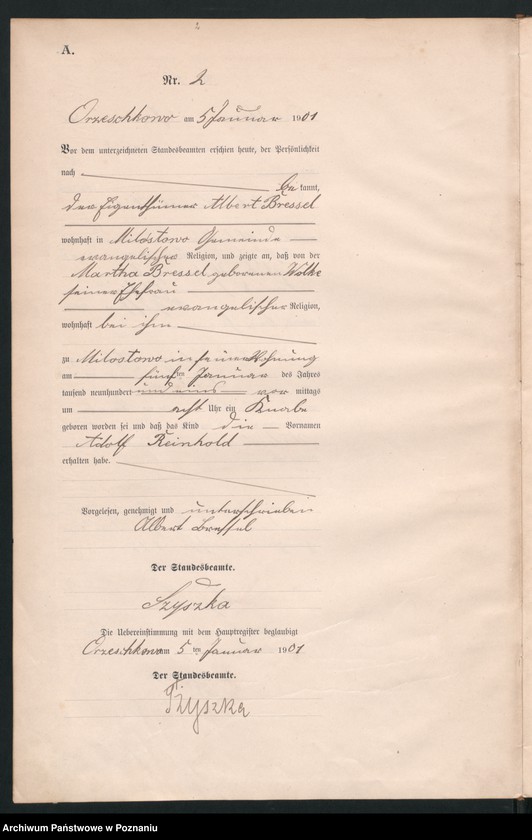 A.
Nr. 2
Orzeschkowo am 5 Januar 1901
Vor dem unterzeichneten Standesbeamten erschien heute, der Persönlichkeit
nach be kannt,
der Eigenthümer Albert Bressel
wohnhaft in Milostowo Gemeinde
evangelischer Religion, und zeigte an, daß von der
Martha Bressel geborenen
seiner Ehefrau
evangelischer Religion,
wohnhaft bei ihm
zu Milostowo in seiner Wohnung
am fünften Januar des Jahres
tausend neunhundert und eins vor mittags
um acht Uhr ein Knabe
geboren worden sei und daß das Kind die Vornamen
Adolf Reinhold
erhalten habe.
Vorgelesen, genehmigt und unterschrieben
Albert Bressel
Der Standesbeamte.
Szyszka
Die Uebereinstimmung mit dem Hauptregister beglaubigt
Orzeschkowo am 5 ten Januar 1901
Der Standesbeamte.
Szyszka
Archiwum Państwowe w Poznaniu